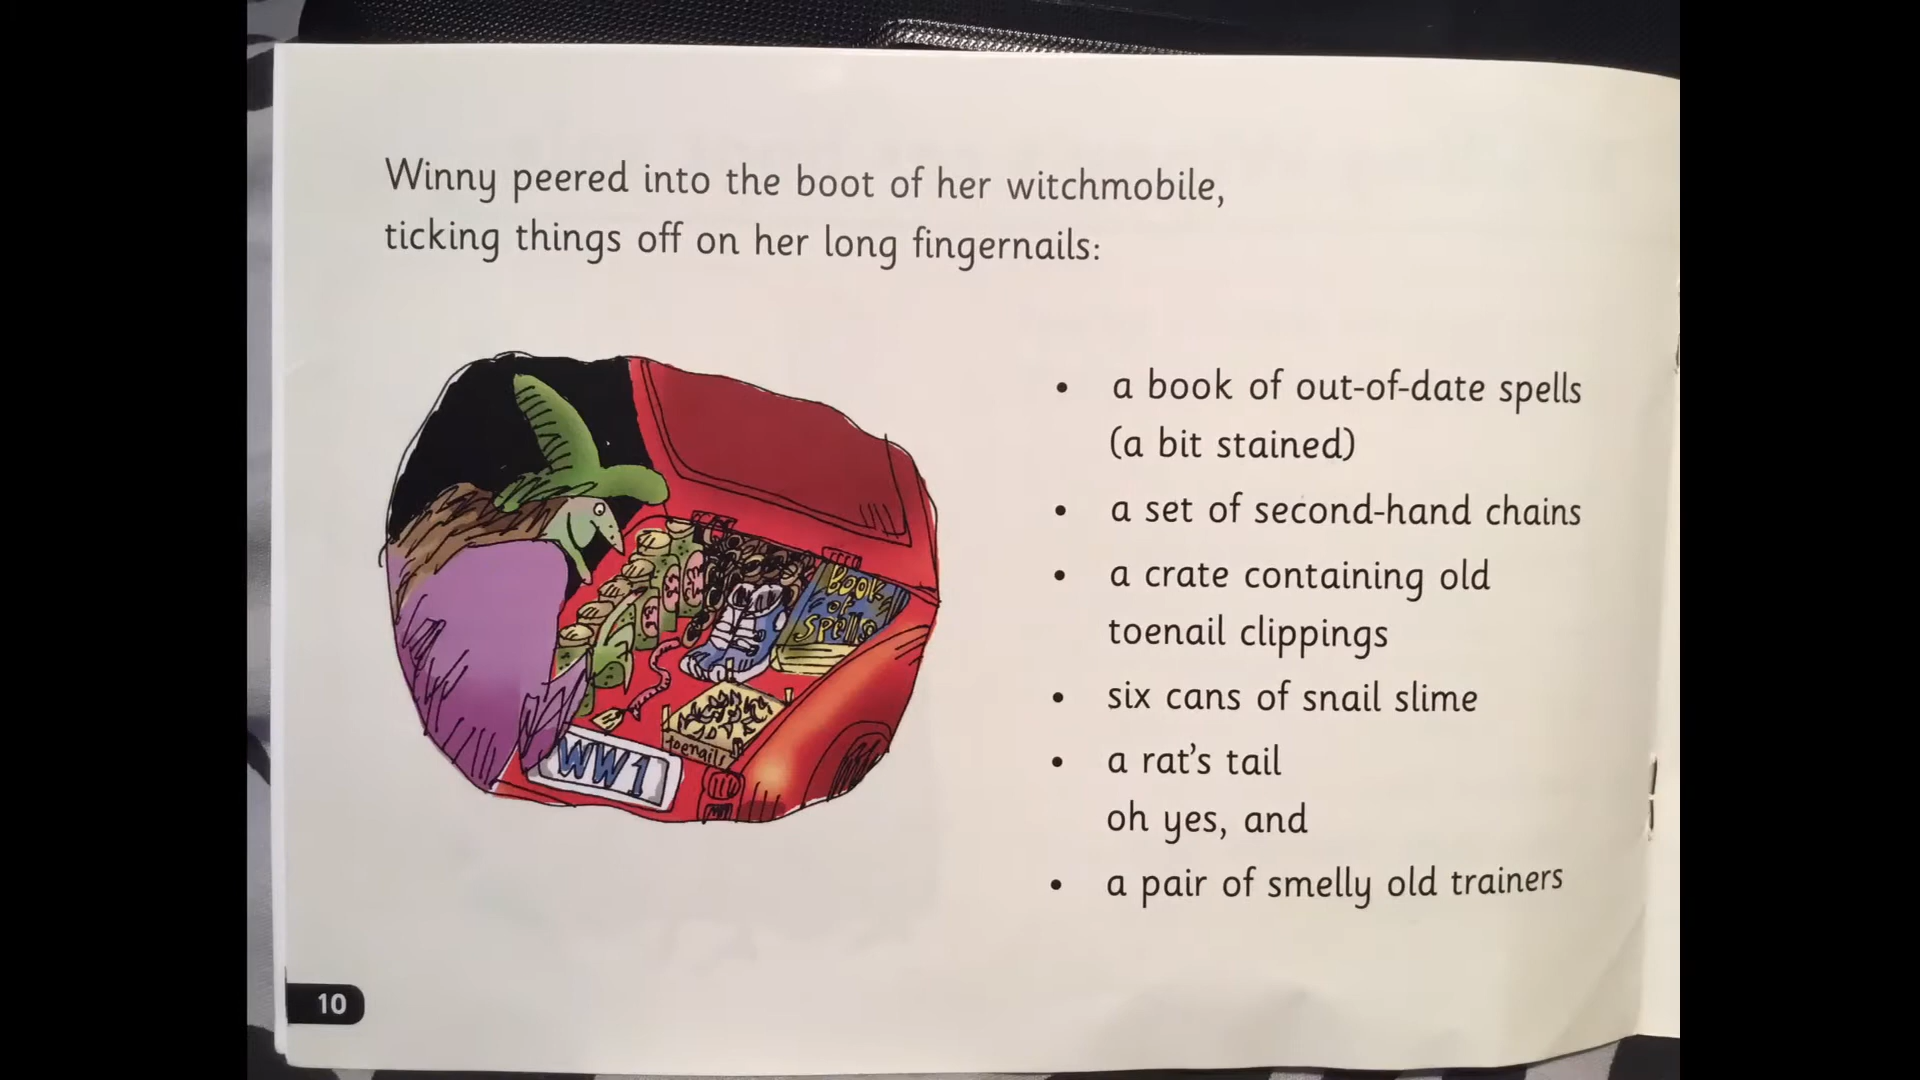 Winny peered into the boot of her witchmobile,
ticking things off on her long fingernails:
• a book of out-of-date spells
(a bit stained)
• a set of second-hand chains
• a crate containing old
toenail clippings
• six cans of snail slime
• a rat's tail
oh yes, and
• a pair of smelly old trainers
Book
of
Spells
toenails
WW1
10